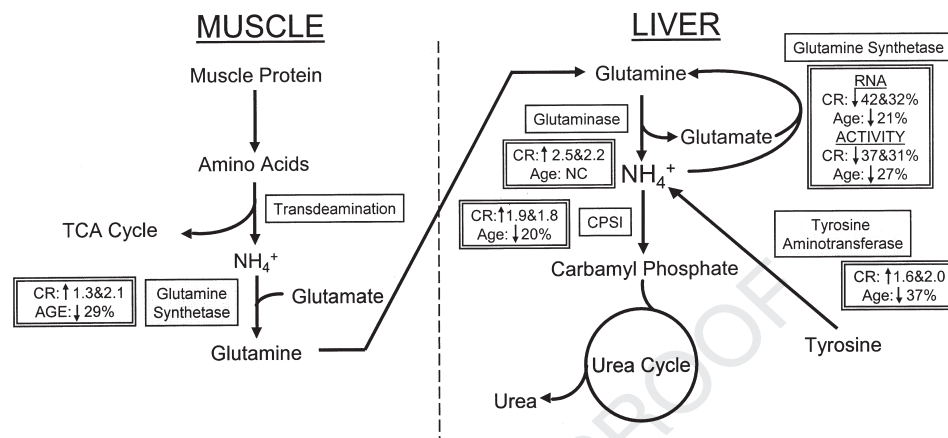 MUSCLE
Muscle Protein
Amino Acids
Transdeamination
TCA Cycle
NH₄⁺
CR:↑1.3&2.1
AGE:↓29%
Glutamine
Synthetase
Glutamate
Glutamine
LIVER
Glutamine
Glutaminase
Glutamate
CR:↑2.5&2.2
Age: NC
NH₄⁺
Glutamine Synthetase
RNA
CR:↓42&32%
Age:↓21%
ACTIVITY
CR:↓37&31%
Age:↓27%
CR:↑1.9&1.8
Age:↓20%
CPSI
Tyrosine
Aminotransferase
CR:↑1.6&2.0
Age:↓37%
Carbamyl Phosphate
Tyrosine
Urea Cycle
Urea
PROOF